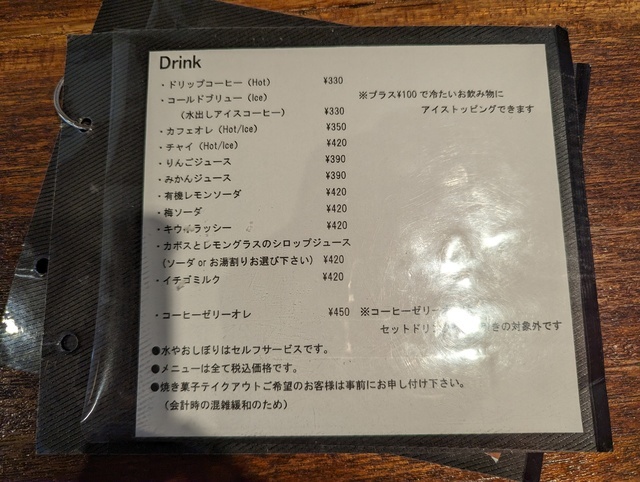 Drink
・ドリップコーヒー（Hot） ¥330
※プラス¥100で冷たいお飲み物に
・コールドブリュー（Ice）
アイストッピングできます
（水出しアイスコーヒー） ¥330
・カフェオレ（Hot/Ice） ¥350
・チャイ（Hot/Ice） ¥420
・りんごジュース ¥390
・みかんジュース ¥390
・有機レモンソーダ ¥420
・梅ソーダ ¥420
・キウイラッシー ¥420
・カボスとレモングラスのシロップジュース
（ソーダ or お湯割りお選び下さい） ¥420
・イチゴミルク ¥420
・コーヒーゼリーオレ ¥450 ※コーヒーゼリー
セットドリ きの対象外です
●水やおしぼりはセルフサービスです。
●メニューは全て税込価格です。
●焼き菓子テイクアウトご希望のお客様は事前にお申し付け下さい。
（会計時の混雑緩和のため）